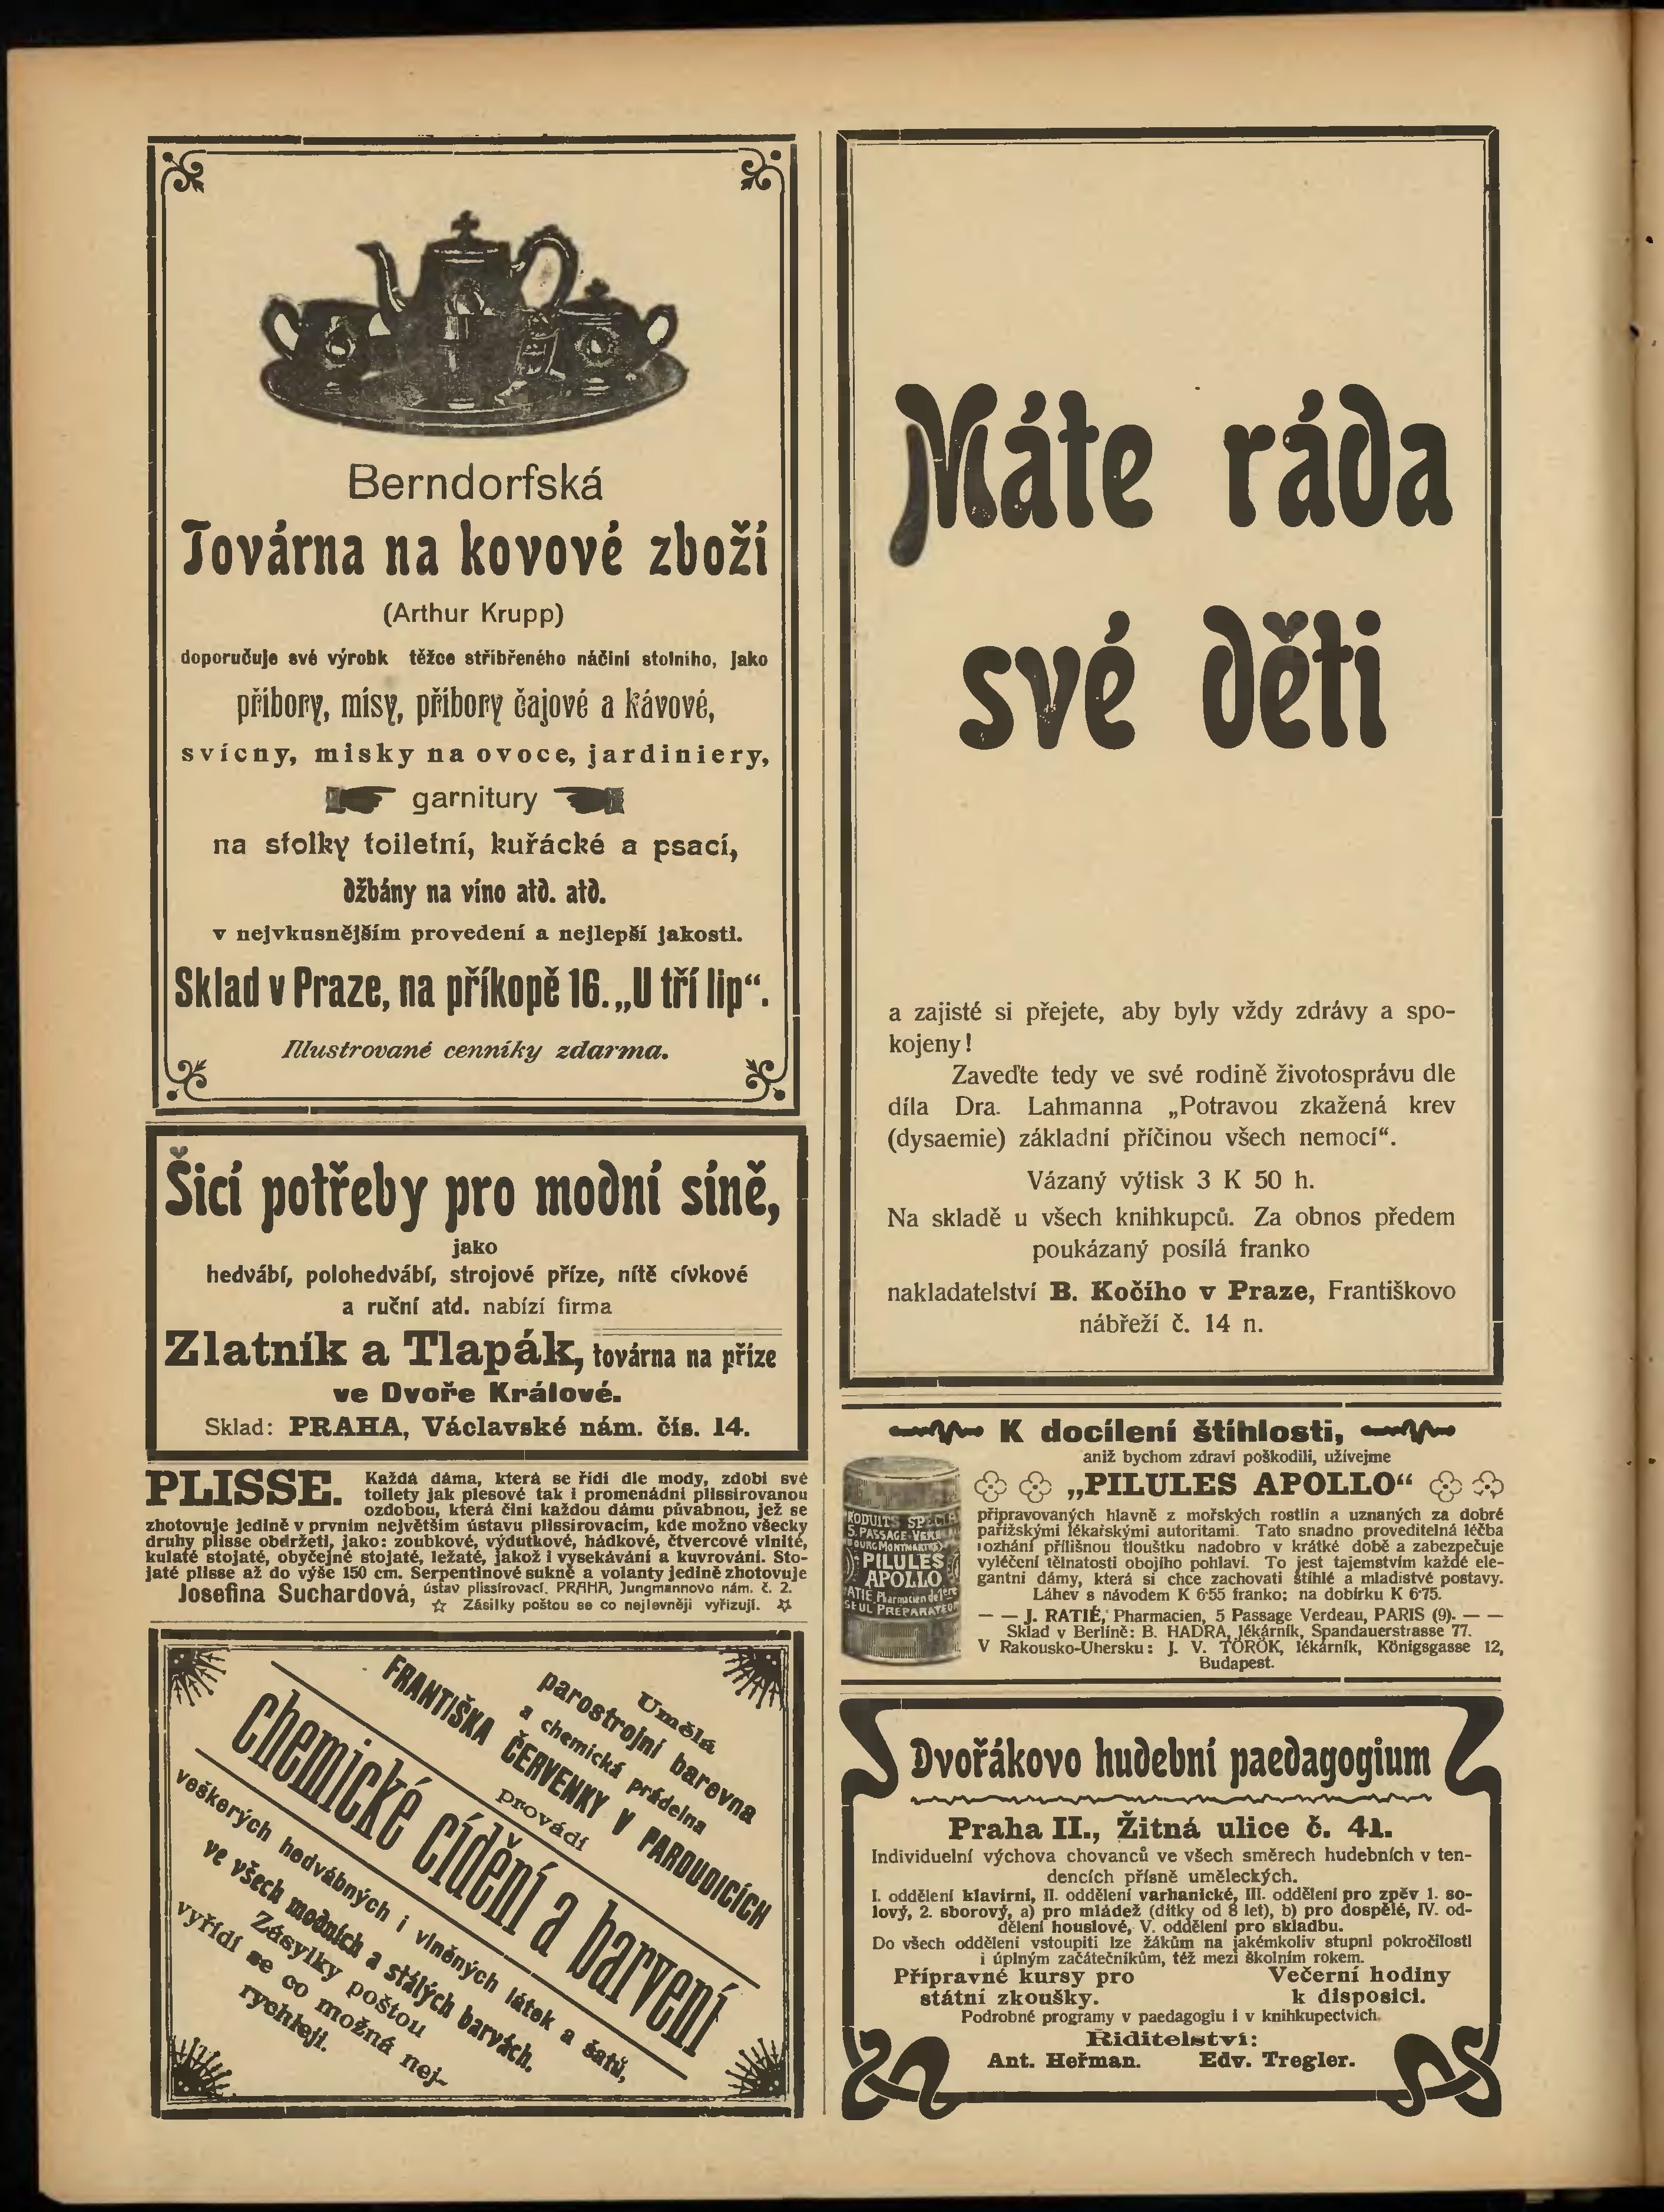 Berndorfská
Továrna na kovové zboží
(Arthur Krupp)
doporučuje své výrobk těžce stříbřeného náčiní stolního, jako
příbory, mísy, příbory čajové a kávové,
svícny, misky na ovoce, jardiniery,
garnitury
na stolky toiletní, kuřácké a psací,
džbány na víno atd. atd.
v nejvkusnějším provedení a nejlepší jakosti.
Sklad v Praze, na příkopě 16. „U tří lip“.
Illustrované cenníky zdarma.
Šicí potřeby pro modní síně,
jako
hedvábí, polohedvábí, strojové příze, nítě cívkové
a ruční atd. nabízí firma
Zlatník a Tlapák, továrna na příze
ve Dvoře Králové.
Sklad: PRAHA, Václavské nám. čís. 14.
PLISSE. Každá dáma, která se řídí dle mody, zdobí své
toilety jak plesové tak i promenádní plissírovanou
ozdobou, která činí každou dámu půvabnou, jež se
zhotovuje jedině v prvním největším ústavu plissírovacím, kde možno všecky
druhy plisse obdržeti, jako: zoubkové, výdutkové, hádkové, čtvercové vlnité,
kulaté stojaté, obyčejné stojaté, ležaté, jakož i vysekávání a kuvrování. Sto-
jaté plisse až do výše 150 cm. Serpentinové sukně a volanty jedině zhotovuje
Josefina Suchardová, ústav plissírovací. PRAHA, Jungmannovo nám. č. 2.
Zásilky poštou se co nejlevněji vyřizují.
Umělá
parostrojní barevna
a chemická prádelna
FRANTIŠKA ČERVENKY V PARDUBICÍCH
provádí
chemické cídění a barvení
veškerých hedvábných i vlněných látek a šatů,
ve všech modních a stálých barvách.
Zásylky poštou
vyřídí se co možná nej-
rychleji.
Máte ráda
své děti
a zajisté si přejete, aby byly vždy zdrávy a spo-
kojeny!
Zaveďte tedy ve své rodině životosprávu dle
díla Dra. Lahmanna „Potravou zkažená krev
(dysaemie) základní příčinou všech nemocí“.
Vázaný výtisk 3 K 50 h.
Na skladě u všech knihkupců. Za obnos předem
poukázaný posílá franko
nakladatelství B. Kočího v Praze, Františkovo
nábřeží č. 14 n.
K docílení štíhlosti,
aniž bychom zdraví poškodili, užívejme
„PILULES APOLLO“
připravovaných hlavně z mořských rostlin a uznaných za dobré
pařížskými lékařskými autoritami. Tato snadno proveditelná léčba
rozhání přílišnou tloušťku nadobro v krátké době a zabezpečuje
vyléčení tělnatosti obojího pohlaví. To jest tajemstvím každé ele-
gantní dámy, která si chce zachovati štíhlé a mladistvé postavy.
Láhev s návodem K 6·55 franko; na dobírku K 6·75.
— — J. RATIÉ, Pharmacien, 5 Passage Verdeau, PARIS (9). — —
Sklad v Berlíně: B. HADRA, lékárník, Spandauerstrasse 77.
V Rakousko-Uhersku: J. V. TÖRÖK, lékárník, Königsgasse 12,
Budapest.
PILULES
APOLLO
SEUL PRÉPARATEUR
Dvořákovo hudební paedagogium
Praha II., Žitná ulice č. 41.
Individuelní výchova chovanců ve všech směrech hudebních v ten-
dencích přísně uměleckých.
I. oddělení klavírní, II. oddělení varhanické, III. oddělení pro zpěv 1. so-
lový, 2. sborový, a) pro mládež (dítky od 8 let), b) pro dospělé, IV. od-
dělení houslové, V. oddělení pro skladbu.
Do všech oddělení vstoupiti lze žákům na jakémkoliv stupni pokročilosti
i úplným začátečníkům, též mezi školním rokem.
Přípravné kursy pro Večerní hodiny
státní zkoušky. k disposici.
Podrobné programy v paedagogiu i v knihkupectvích.
Ředitelství:
Ant. Heřman. Edv. Tregler.